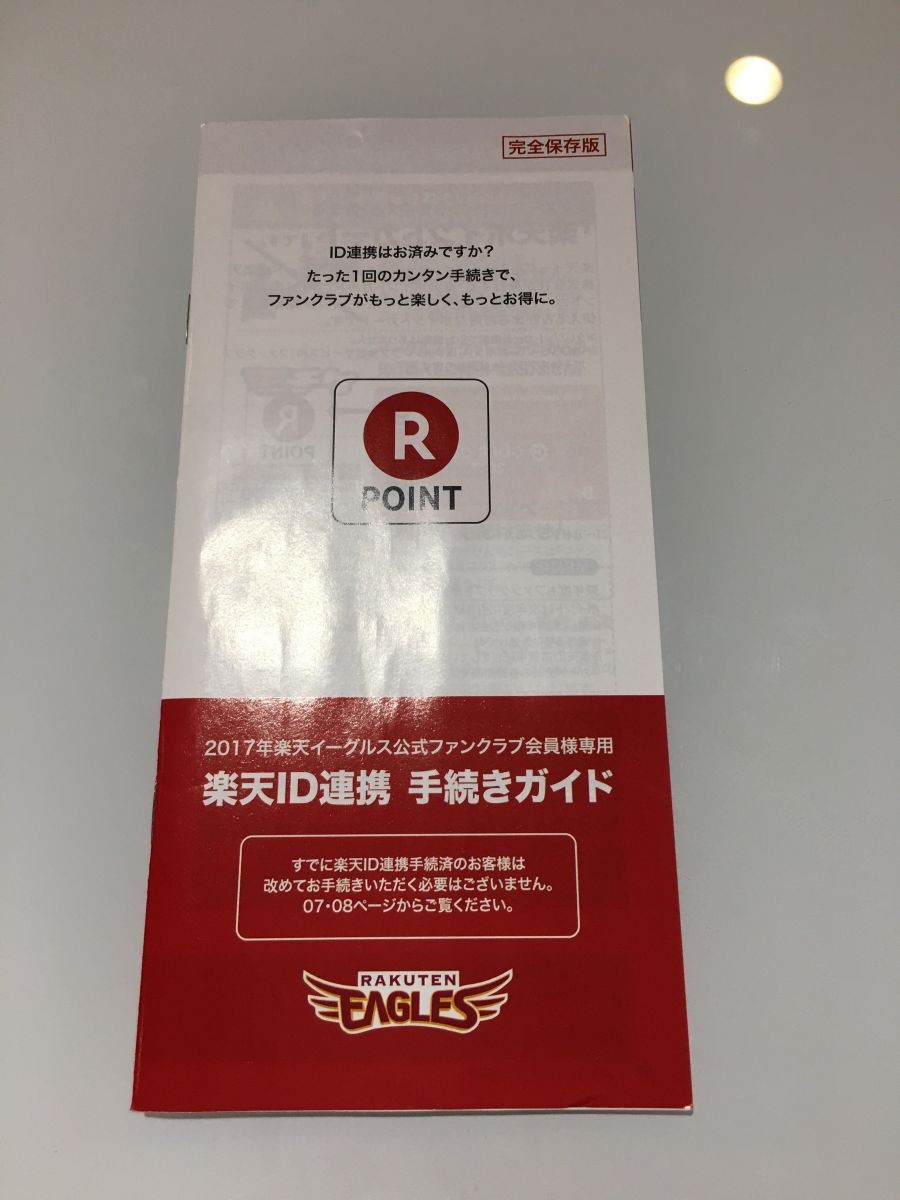 完全保存版
ID連携はお済みですか?
たった1回のカンタン手続きで、
ファンクラブがもっと楽しく、もっとお得に。
R
POINT
2017年楽天イーグルス公式ファンクラブ会員様専用
楽天ID連携 手続きガイド
すでに楽天ID連携手続済のお客様は
改めてお手続きいただく必要はございません。
07・08ページからご覧ください。
RAKUTEN
EAGLES